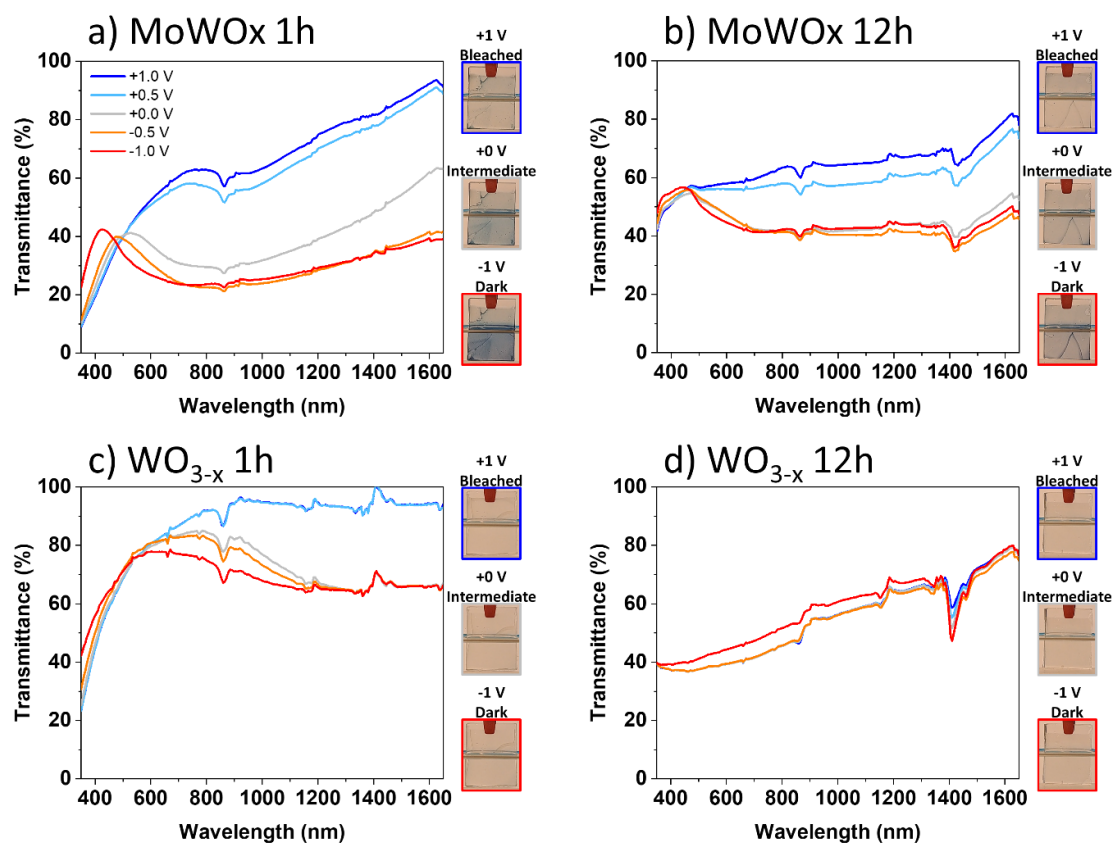 a) MoWOx 1h
100
80
60
40
20
0
Transmittance (%)
+1.0 V
+0.5 V
+0.0 V
-0.5 V
-1.0 V
400 600 800 1000 1200 1400 1600
Wavelength (nm)
+1 V
Bleached
+0 V
Intermediate
-1 V
Dark
b) MoWOx 12h
100
80
60
40
20
0
Transmittance (%)
400 600 800 1000 1200 1400 1600
Wavelength (nm)
+1 V
Bleached
+0 V
Intermediate
-1 V
Dark
c) WO3-x 1h
100
80
60
40
20
0
Transmittance (%)
400 600 800 1000 1200 1400 1600
Wavelength (nm)
+1 V
Bleached
+0 V
Intermediate
-1 V
Dark
d) WO3-x 12h
100
80
60
40
20
0
Transmittance (%)
400 600 800 1000 1200 1400 1600
Wavelength (nm)
+1 V
Bleached
+0 V
Intermediate
-1 V
Dark